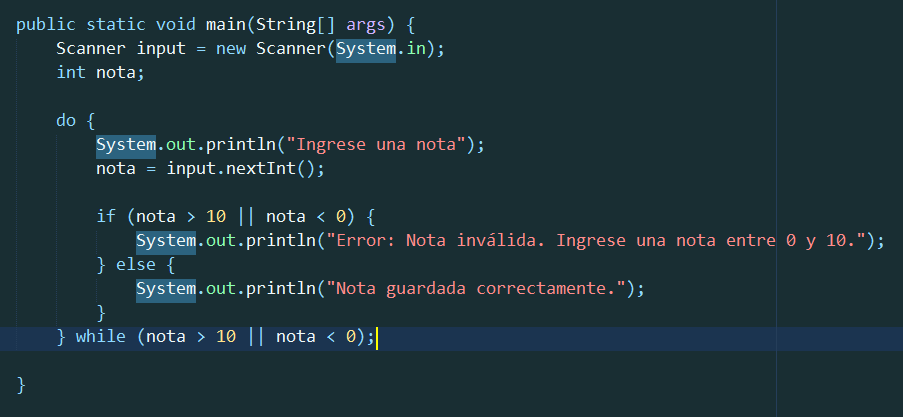 public static void main(String[] args) {
Scanner input = new Scanner(System.in);
int nota;
do {
System.out.println("Ingrese una nota");
nota = input.nextInt();
if (nota > 10 || nota < 0) {
System.out.println("Error: Nota inválida. Ingrese una nota entre 0 y 10.");
} else {
System.out.println("Nota guardada correctamente.");
}
} while (nota > 10 || nota < 0);
}